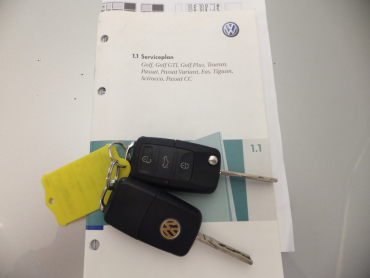 1.1 Serviceplan
Golf, Golf GTI, Golf Plus, Touran,
Passat, Passat Variant, Eos, Tiguan,
Scirocco, Passat CC
1.1